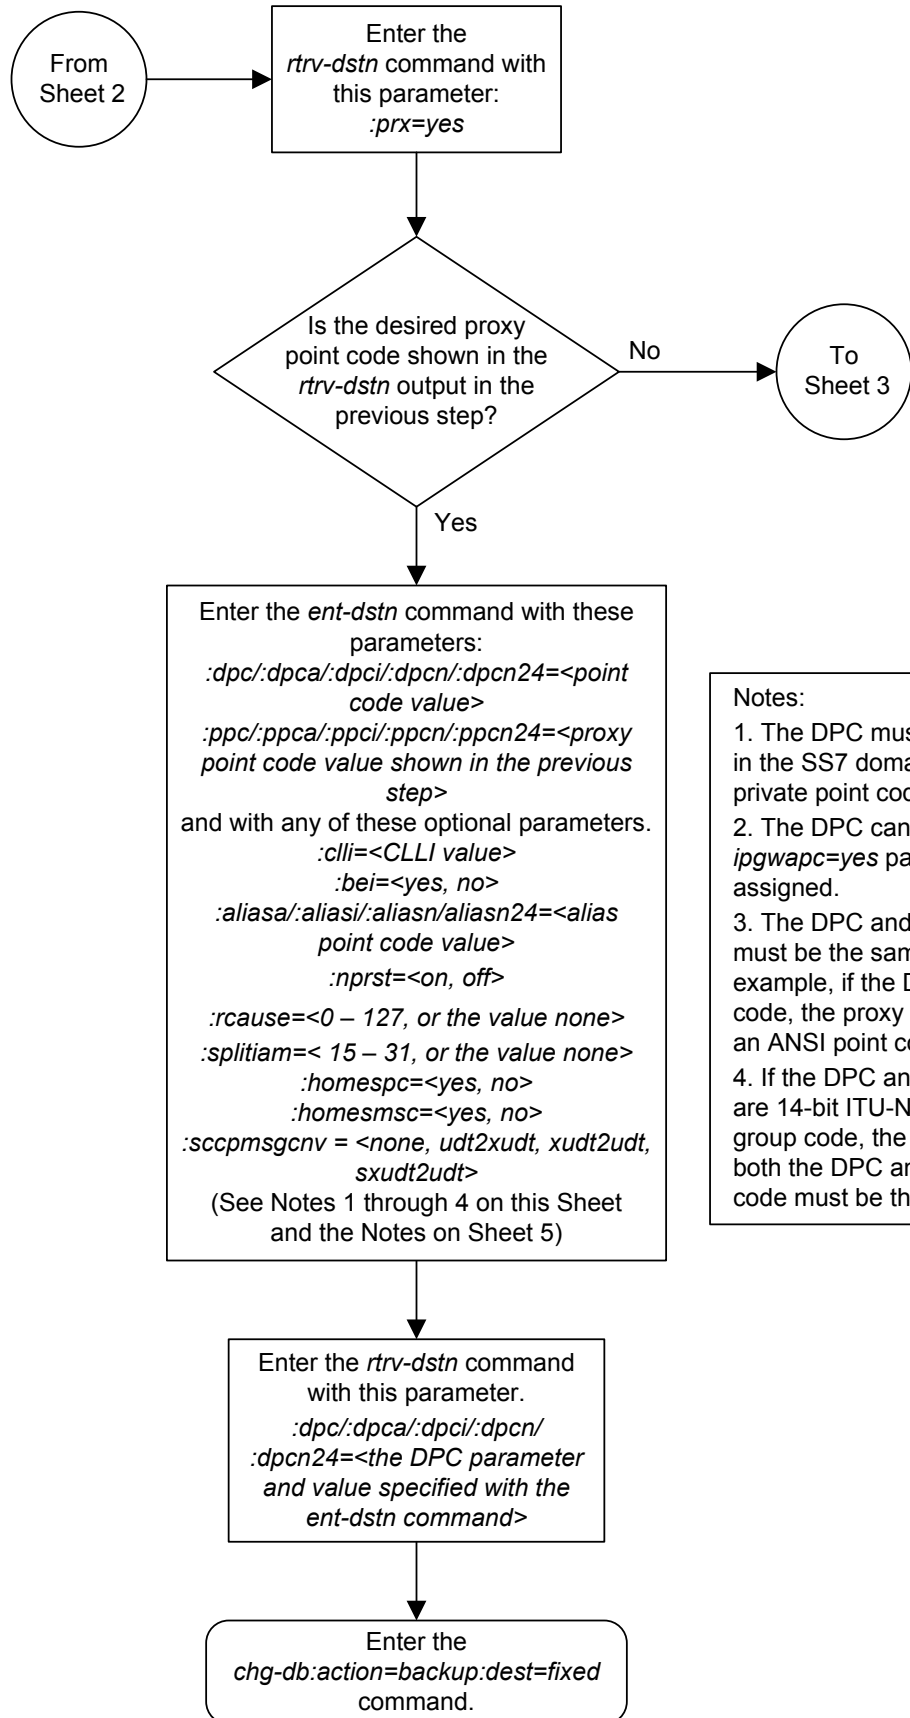 From
Sheet 2
Enter the
rtrv-dstn command with
this parameter:
:prx=yes
Is the desired proxy
point code shown in the
rtrv-dstn output in the
previous step?
No
To
Sheet 3
Yes
Enter the ent-dstn command with these
parameters:
:dpc/:dpca/:dpci/:dpcn/:dpcn24=<point
code value>
:ppc/:ppca/:ppci/:ppcn/:ppcn24=<proxy
point code value shown in the previous
step>
and with any of these optional parameters.
:clli=<CLLI value>
:bei=<yes, no>
:aliasa/:aliasi/:aliasn/aliasn24=<alias
point code value>
:nprst=<on, off>
:rcause=<0 – 127, or the value none>
:splitiam=< 15 – 31, or the value none>
:homespc=<yes, no>
:homesmsc=<yes, no>
:sccpmsgcnv = <none, udt2xudt, xudt2udt,
sxudt2udt>
(See Notes 1 through 4 on this Sheet
and the Notes on Sheet 5)
Notes:
1. The DPC
in the SS7
private point
2. The DPC
ipgwapc=yes
assigned.
3. The DPC and
must be the
example, if the
code, the proxy
an ANSI point
4. If the DPC
are 14-bit
group code, the
both the DPC
code must be
Enter the rtrv-dstn command
with this parameter.
:dpc/:dpca/:dpci/:dpcn/
:dpcn24=<the DPC parameter
and value specified with the
ent-dstn command>
Enter the
chg-db:action=backup:dest=fixed
command.